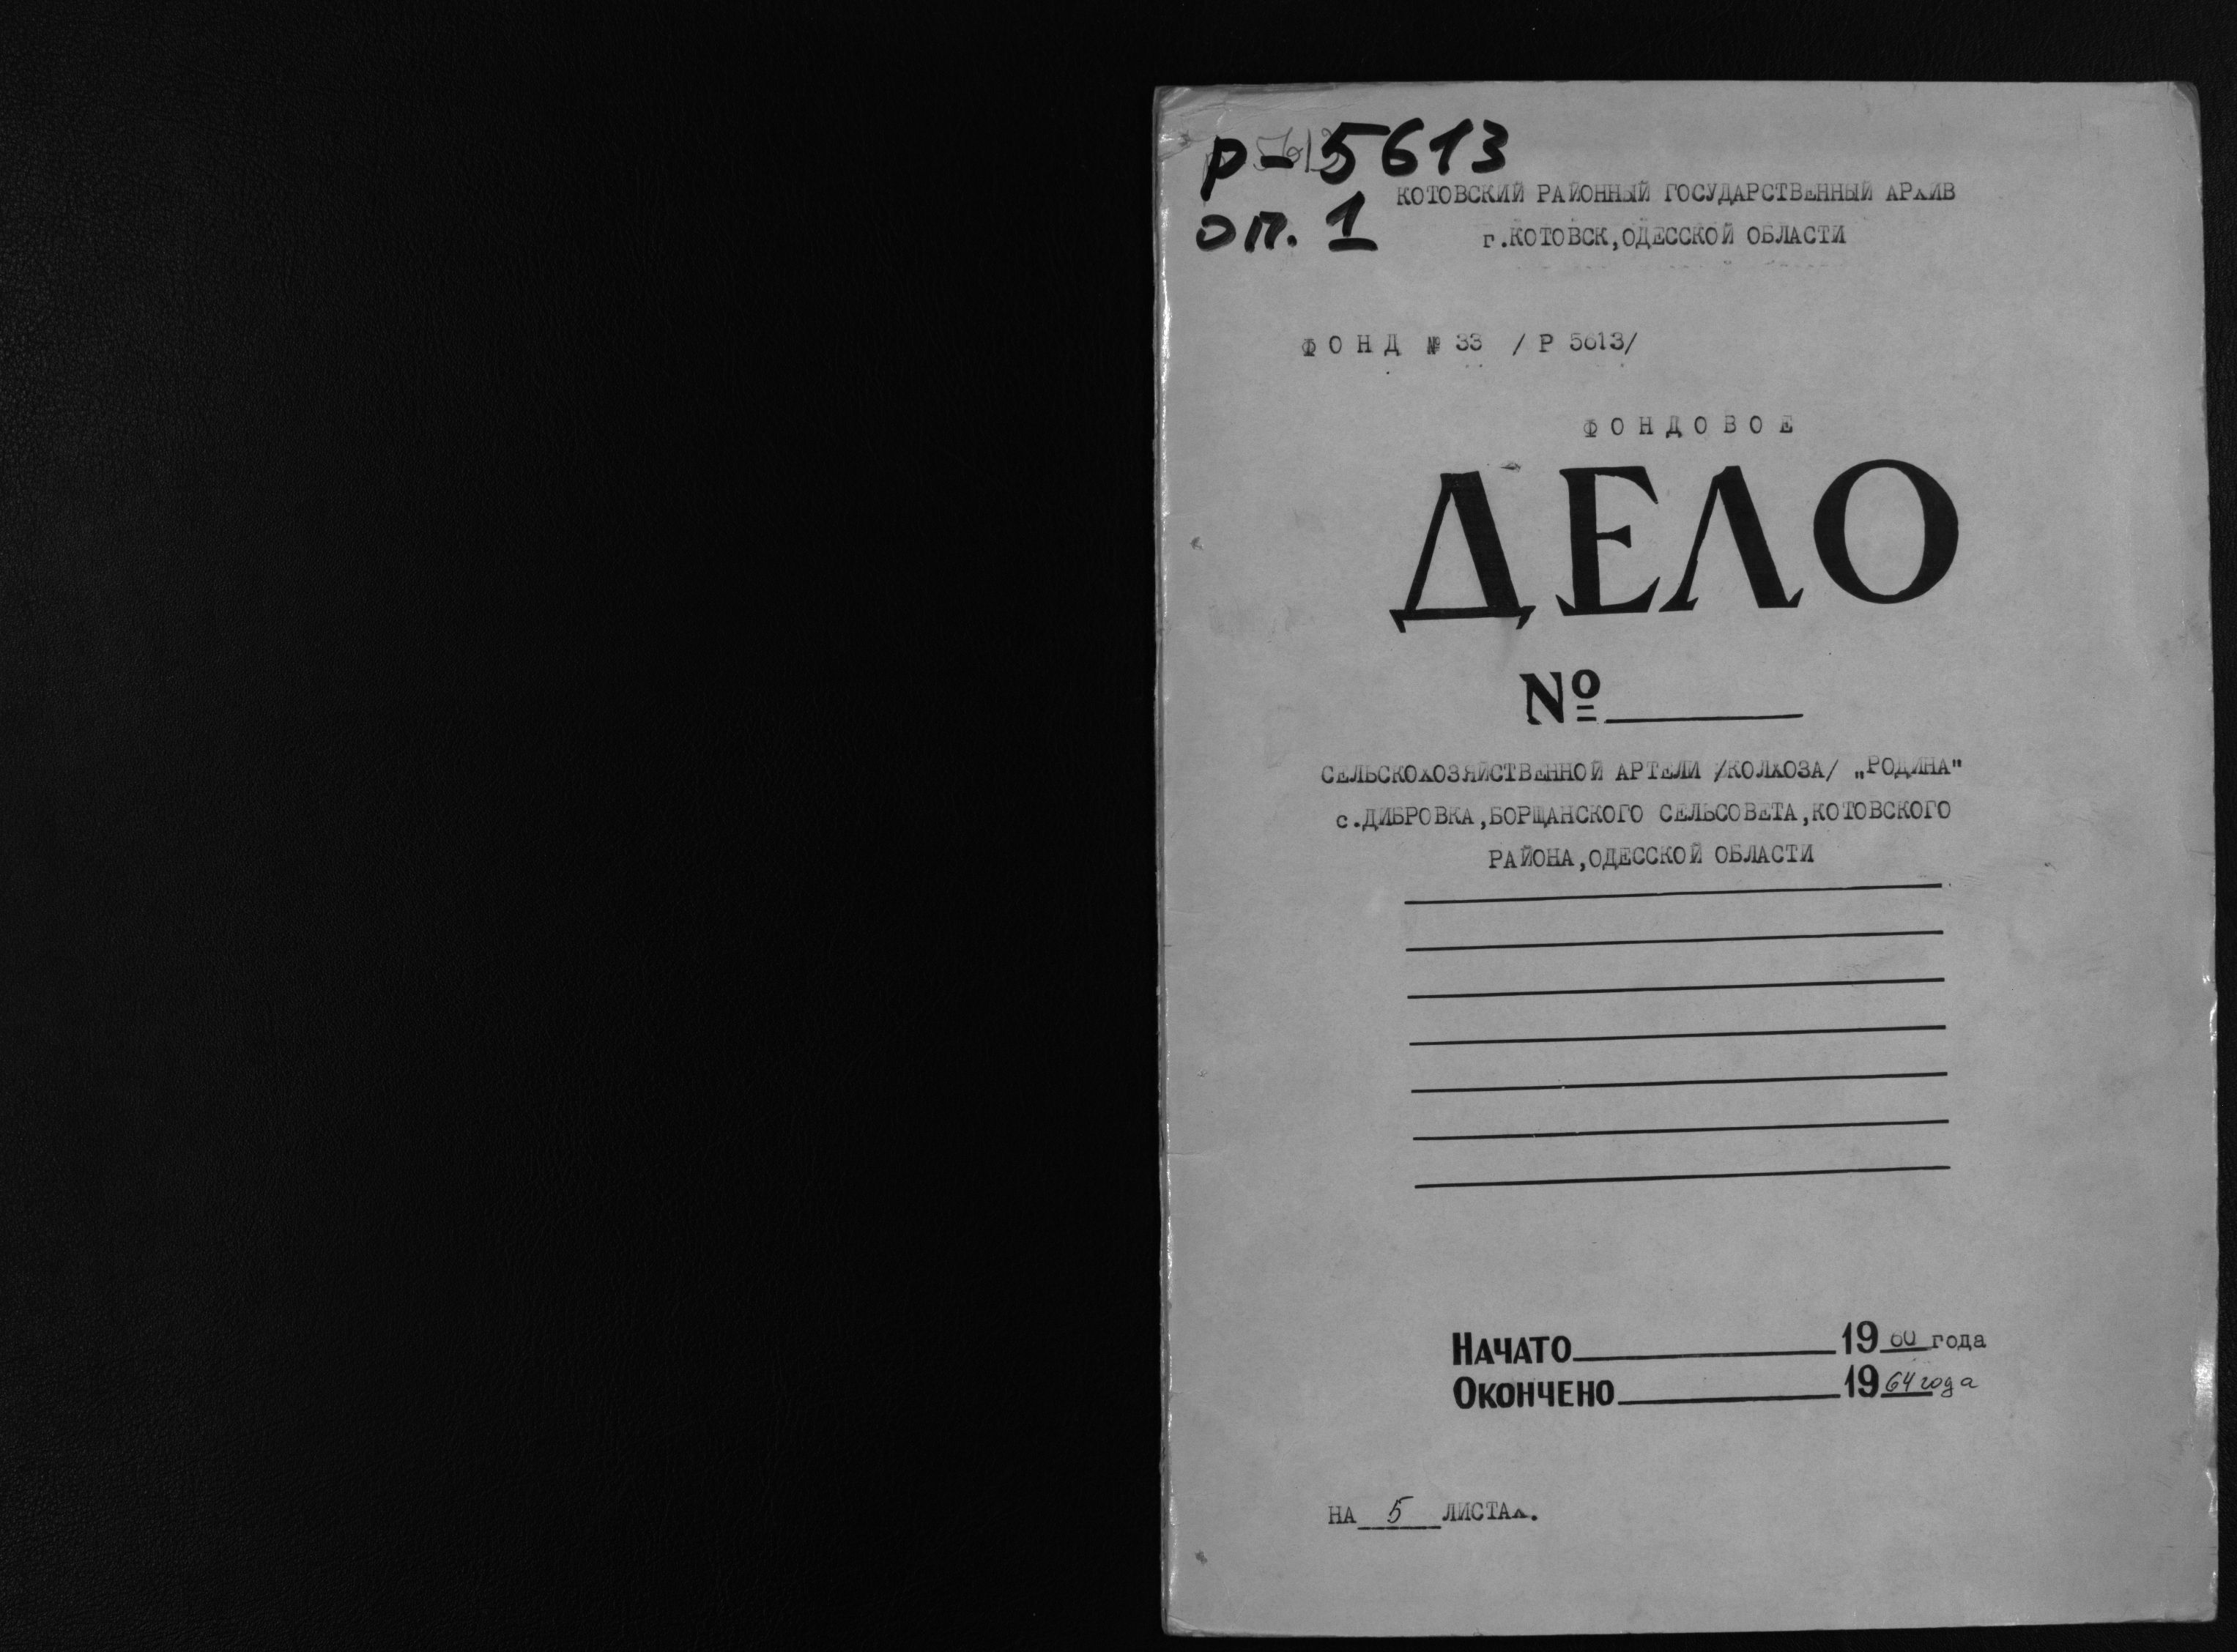 р-5613
оп. 1
КОТОВСКИЙ РАЙОННЫЙ ГОСУДАРСТВЕННЫЙ АРХИВ
г.КОТОВСК,ОДЕССКОЙ ОБЛАСТИ
ФОНД № 33 /Р 5613/
ФОНДОВОЕ
ДЕЛО
№
СЕЛЬСКОХОЗЯЙСТВЕННОЙ АРТЕЛИ /КОЛХОЗА/ „РОДИНА"
с.ДИБРОВКА,БОРЩАНСКОГО СЕЛЬСОВЕТА,КОТОВСКОГО
РАЙОНА,ОДЕССКОЙ ОБЛАСТИ
НАЧАТО 1960 года
ОКОНЧЕНО 1964 года
НА 5 ЛИСТАХ.